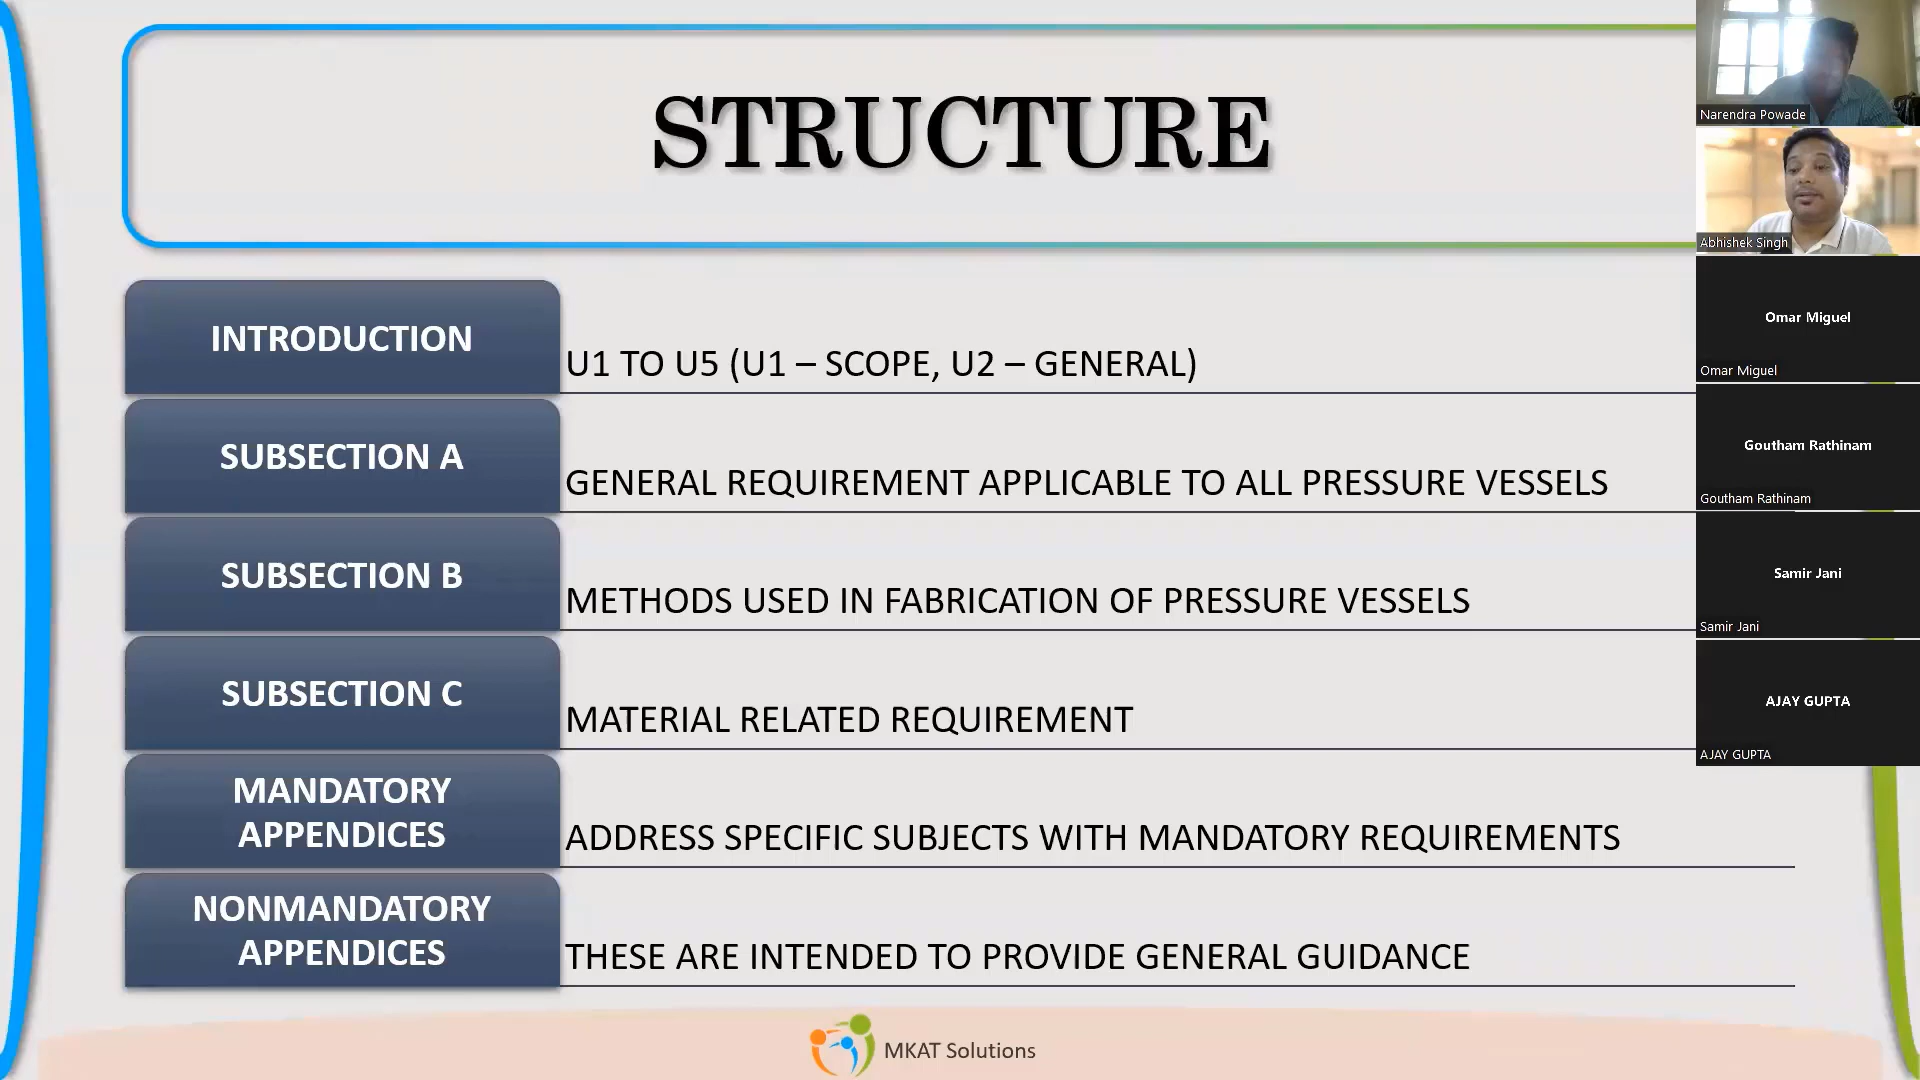 STRUCTURE
INTRODUCTION
U1 TO U5 (U1 – SCOPE, U2 – GENERAL)
SUBSECTION A
GENERAL REQUIREMENT APPLICABLE TO ALL PRESSURE VESSELS
SUBSECTION B
METHODS USED IN FABRICATION OF PRESSURE VESSELS
SUBSECTION C
MATERIAL RELATED REQUIREMENT
MANDATORY
APPENDICES
ADDRESS SPECIFIC SUBJECTS WITH MANDATORY REQUIREMENTS
NONMANDATORY
APPENDICES
THESE ARE INTENDED TO PROVIDE GENERAL GUIDANCE
MKAT Solutions
Narendra Powade
Abhishek Singh
Omar Miguel
Omar Miguel
Goutham Rathinam
Goutham Rathinam
Samir Jani
Samir Jani
AJAY GUPTA
AJAY GUPTA